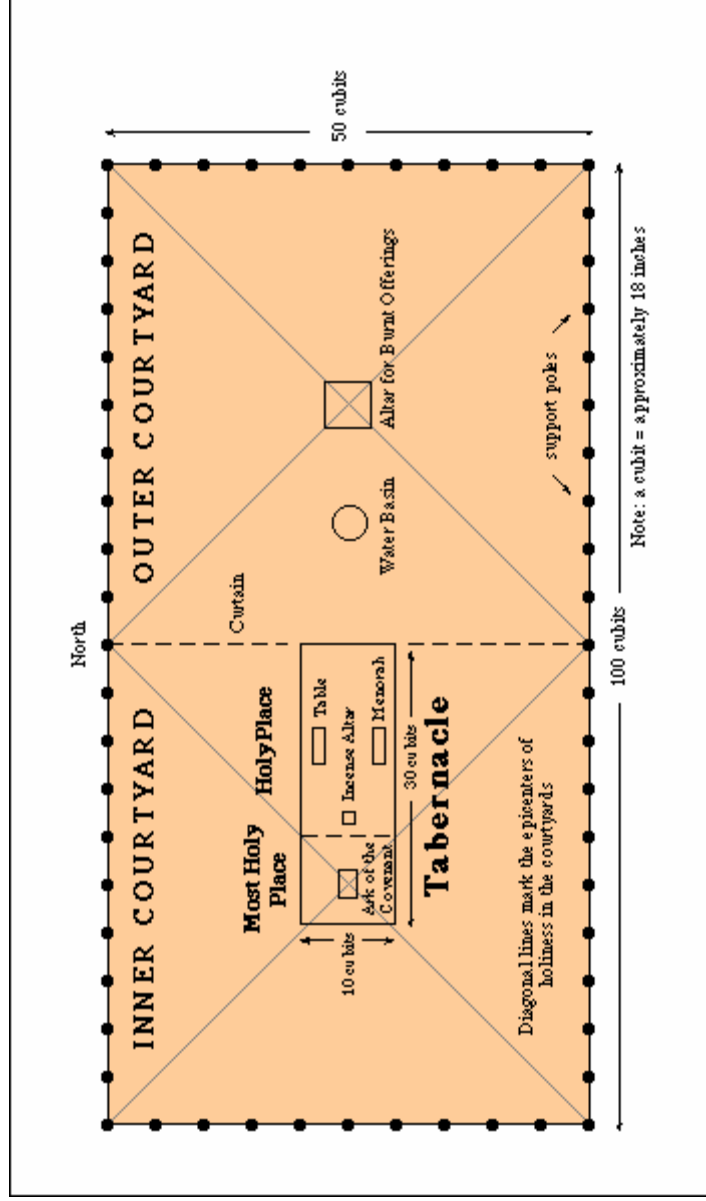 North
INNER COURTYARD
OUTER COURTYARD
Curtain
Most Holy
Place
Holy Place
Table
Incense Altar
Menorah
Ark of the
Covenant
10 cubits
30 cubits
Tabernacle
Water Basin
Altar for Burnt Offerings
50 cubits
support poles
Diagonal lines mark the epicenters of
holiness in the courtyards
100 cubits
Note: a cubit = approximately 18 inches